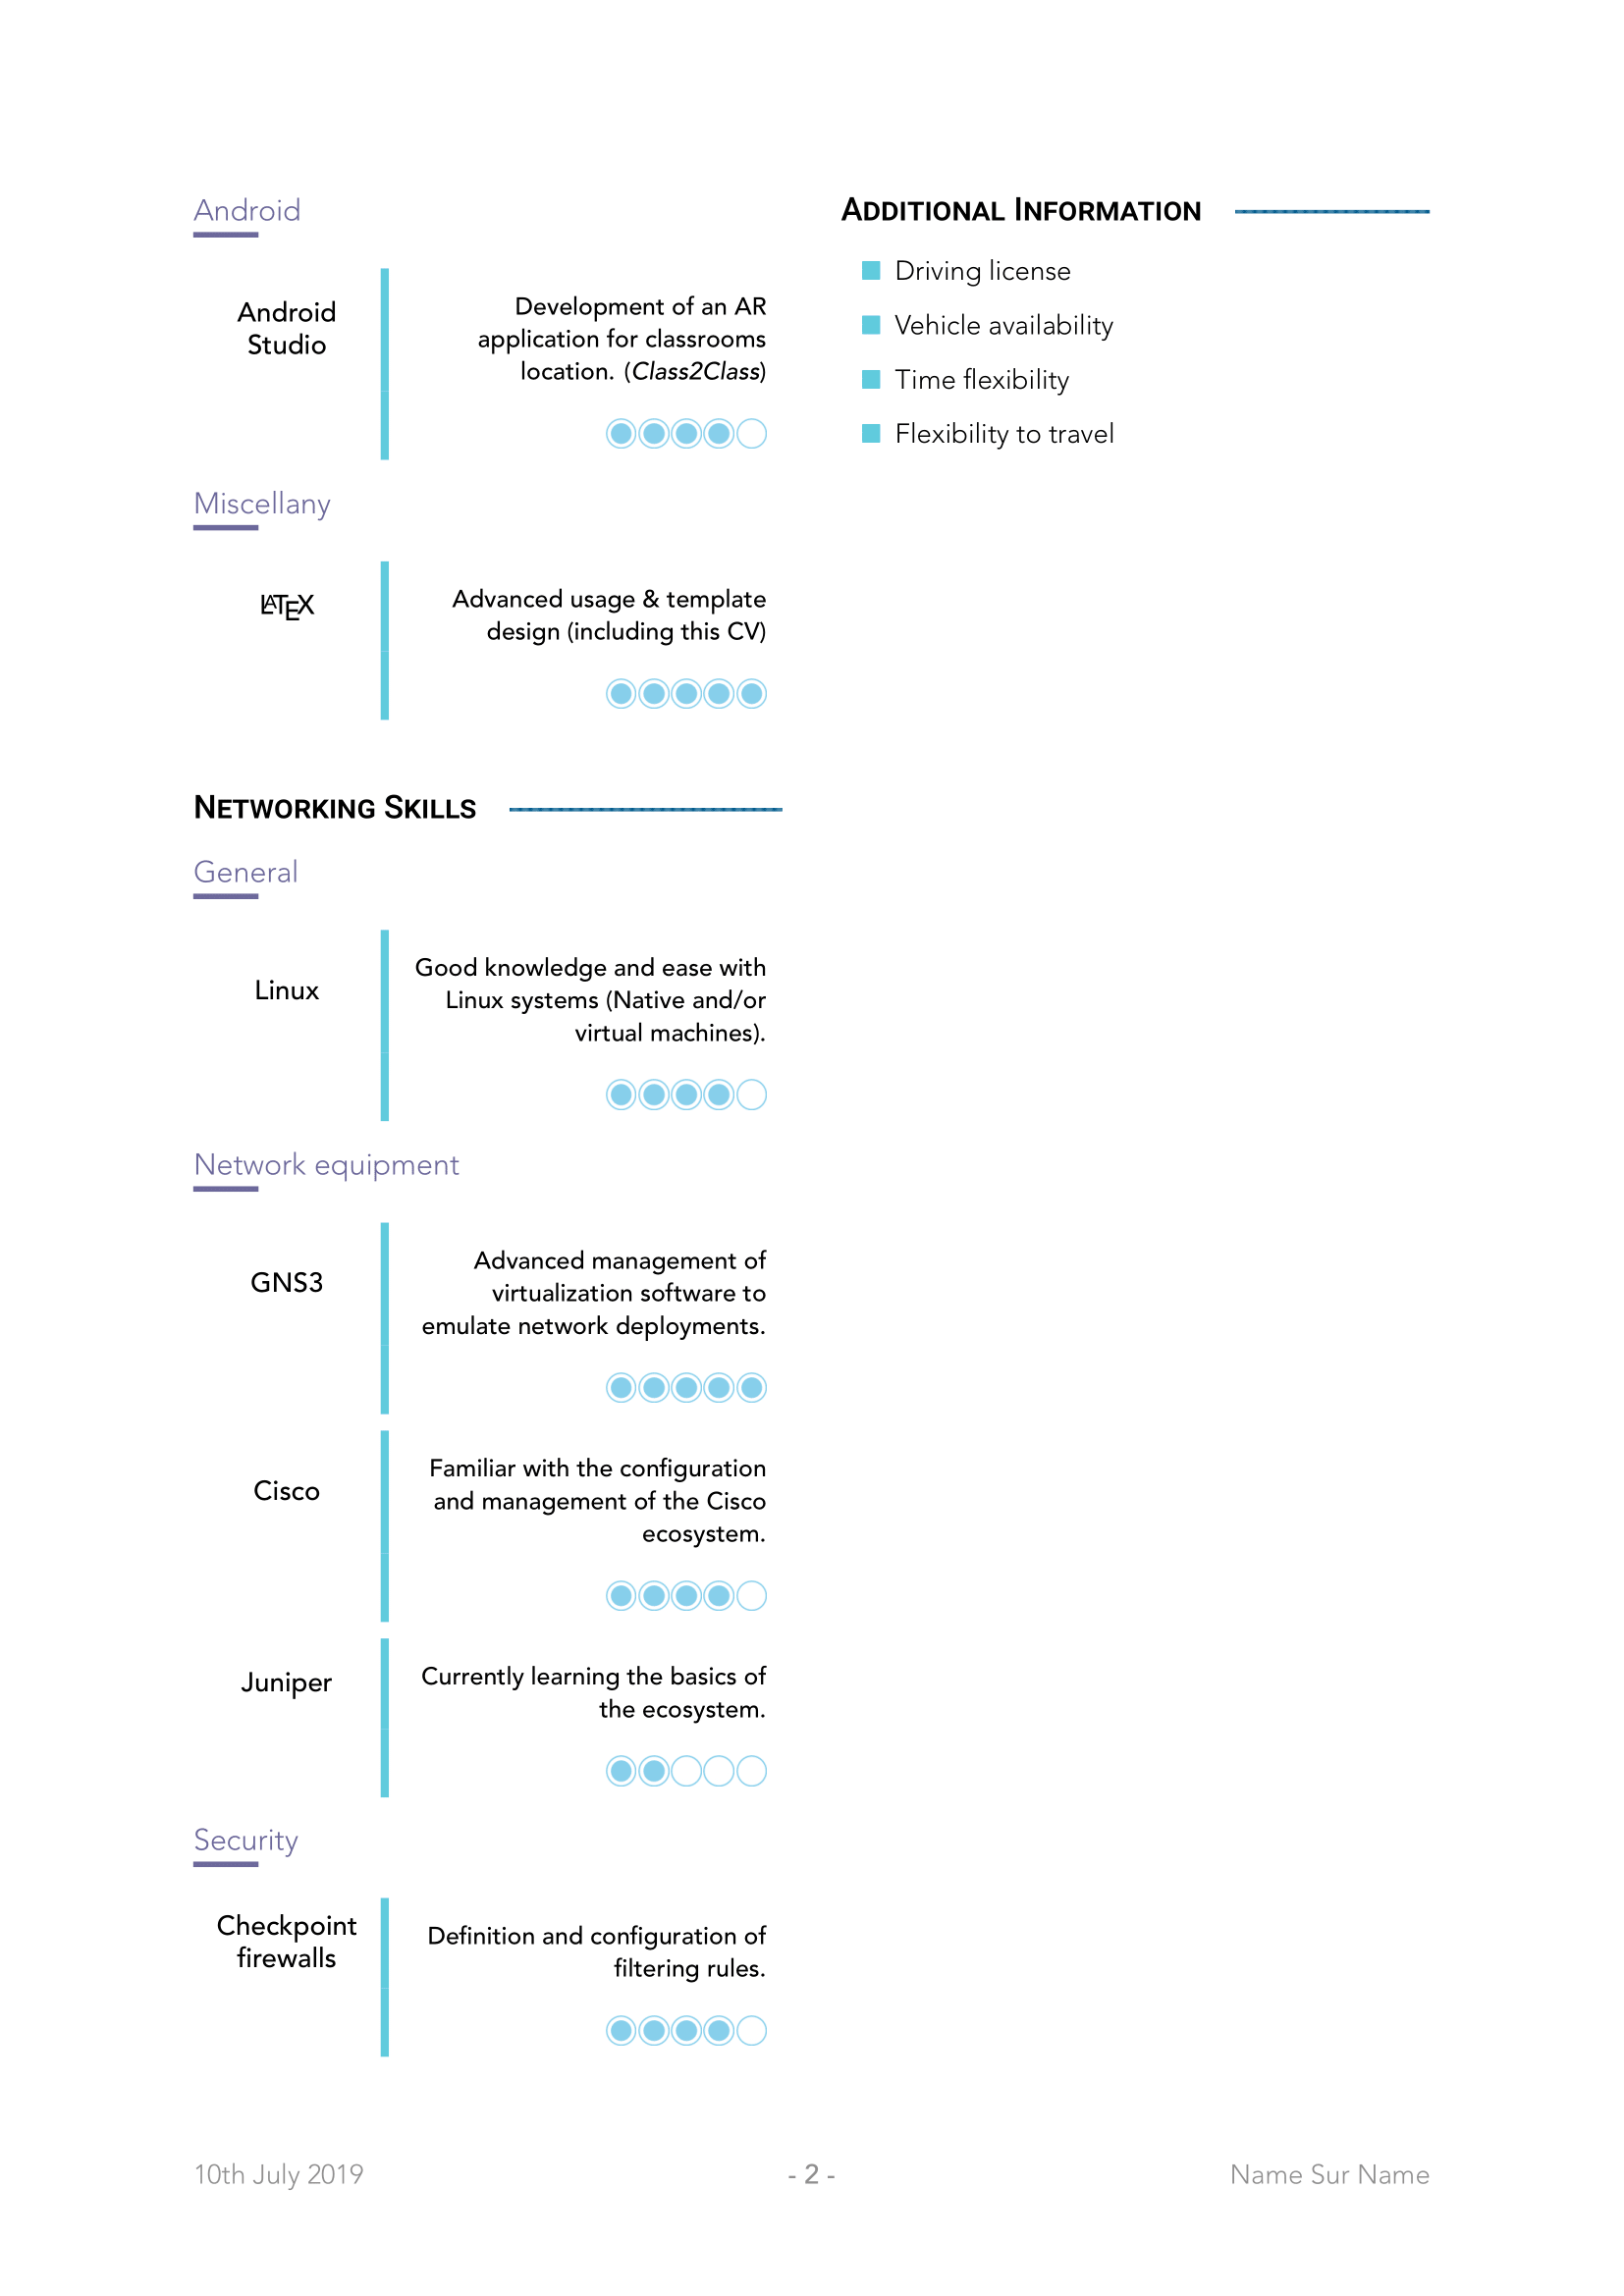 Android
Android
Studio
Development of an AR
application for classrooms
location. (Class2Class)
Miscellany
LATEX
Advanced usage & template
design (including this CV)
NETWORKING SKILLS
General
Linux
Good knowledge and ease with
Linux systems (Native and/or
virtual machines).
Network equipment
GNS3
Advanced management of
virtualization software to
emulate network deployments.
Cisco
Familiar with the configuration
and management of the Cisco
ecosystem.
Juniper
Currently learning the basics of
the ecosystem.
Security
Checkpoint
firewalls
Definition and configuration of
filtering rules.
ADDITIONAL INFORMATION
Driving license
Vehicle availability
Time flexibility
Flexibility to travel
10th July 2019
- 2 -
Name Sur Name